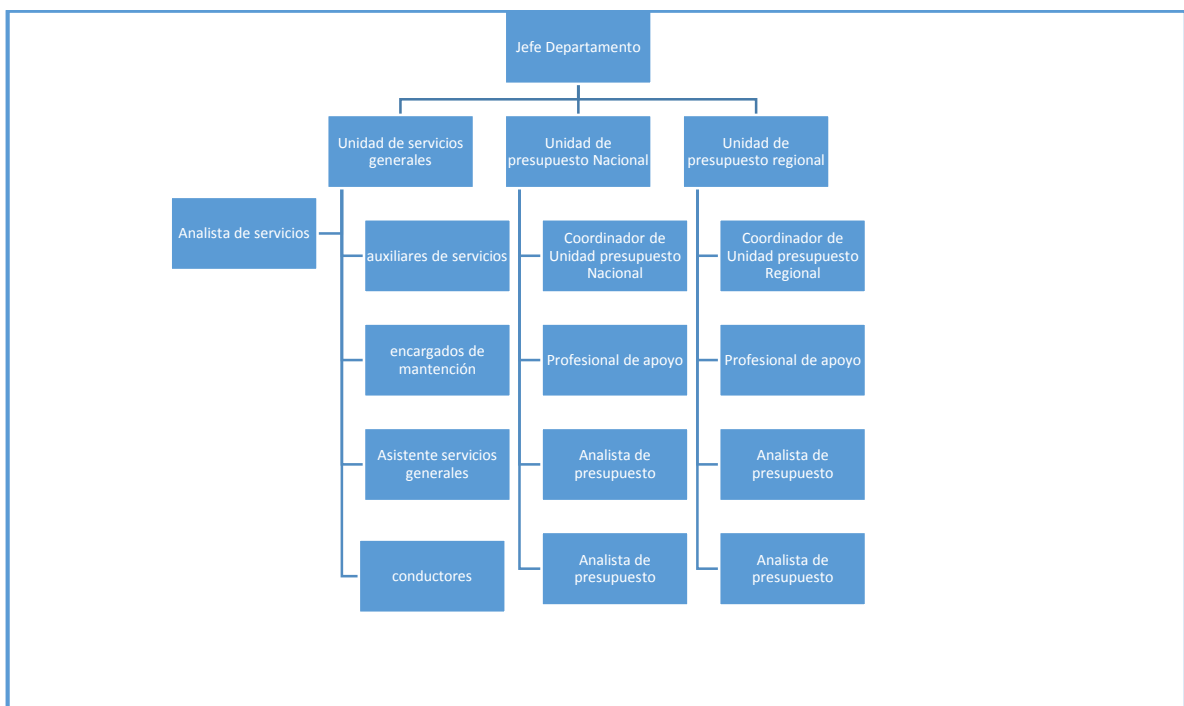 Jefe Departamento
Unidad de servicios
generales
Unidad de
presupuesto Nacional
Unidad de
presupuesto regional
Analista de servicios
auxiliares de servicios
Coordinador de
Unidad presupuesto
Nacional
Coordinador de
Unidad presupuesto
Regional
encargados de
mantención
Profesional de apoyo
Profesional de apoyo
Asistente servicios
generales
Analista de
presupuesto
Analista de
presupuesto
conductores
Analista de
presupuesto
Analista de
presupuesto